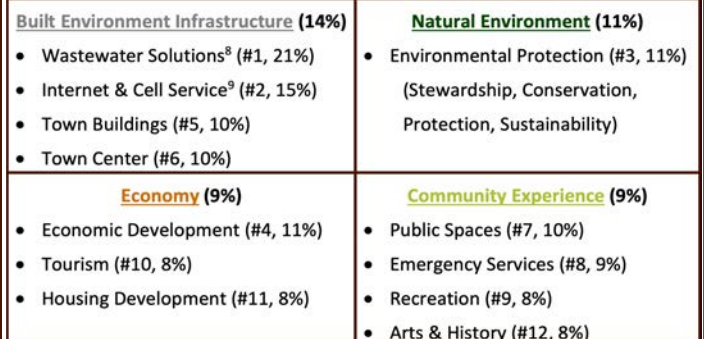 Built Environment Infrastructure (14%)
• Wastewater Solutions⁸ (#1, 21%)
• Internet & Cell Service⁹ (#2, 15%)
• Town Buildings (#5, 10%)
• Town Center (#6, 10%)
Natural Environment (11%)
• Environmental Protection (#3, 11%)
(Stewardship, Conservation,
Protection, Sustainability)
Economy (9%)
• Economic Development (#4, 11%)
• Tourism (#10, 8%)
• Housing Development (#11, 8%)
Community Experience (9%)
• Public Spaces (#7, 10%)
• Emergency Services (#8, 9%)
• Recreation (#9, 8%)
• Arts & History (#12, 8%)